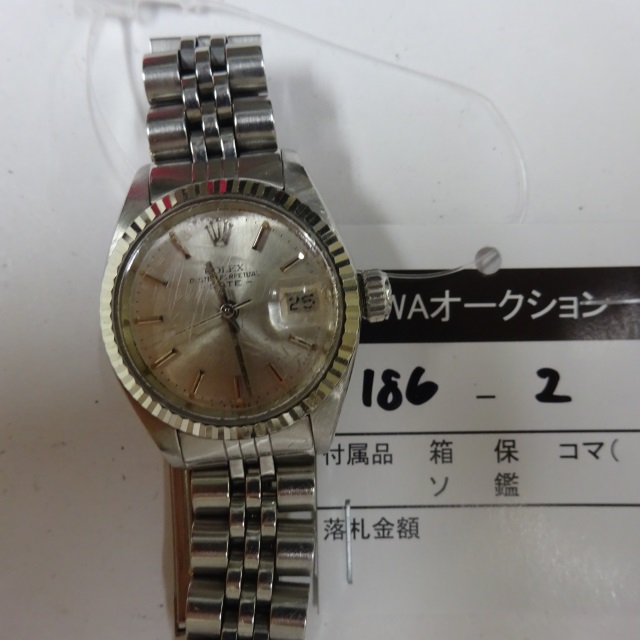 ROLEX
OYSTER PERPETUAL
DATE
25
WAオークション
186 - 2
付属品 箱 保 コマ(
ソ 鑑
落札金額